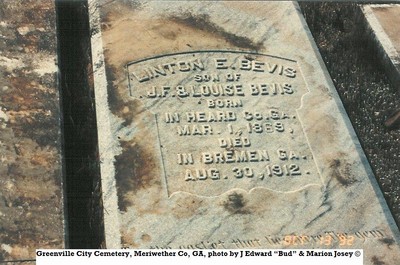 LINTON E. BEVIS
SON OF
J.F. & LOUISE BEVIS
BORN
IN HEARD CO. GA.
MAR. 1, 1869,
DIED
IN BREMEN GA.
AUG. 30, 1912.
Greenville City Cemetery, Meriwether Co, GA, photo by J Edward “Bud” & Marion Josey ©